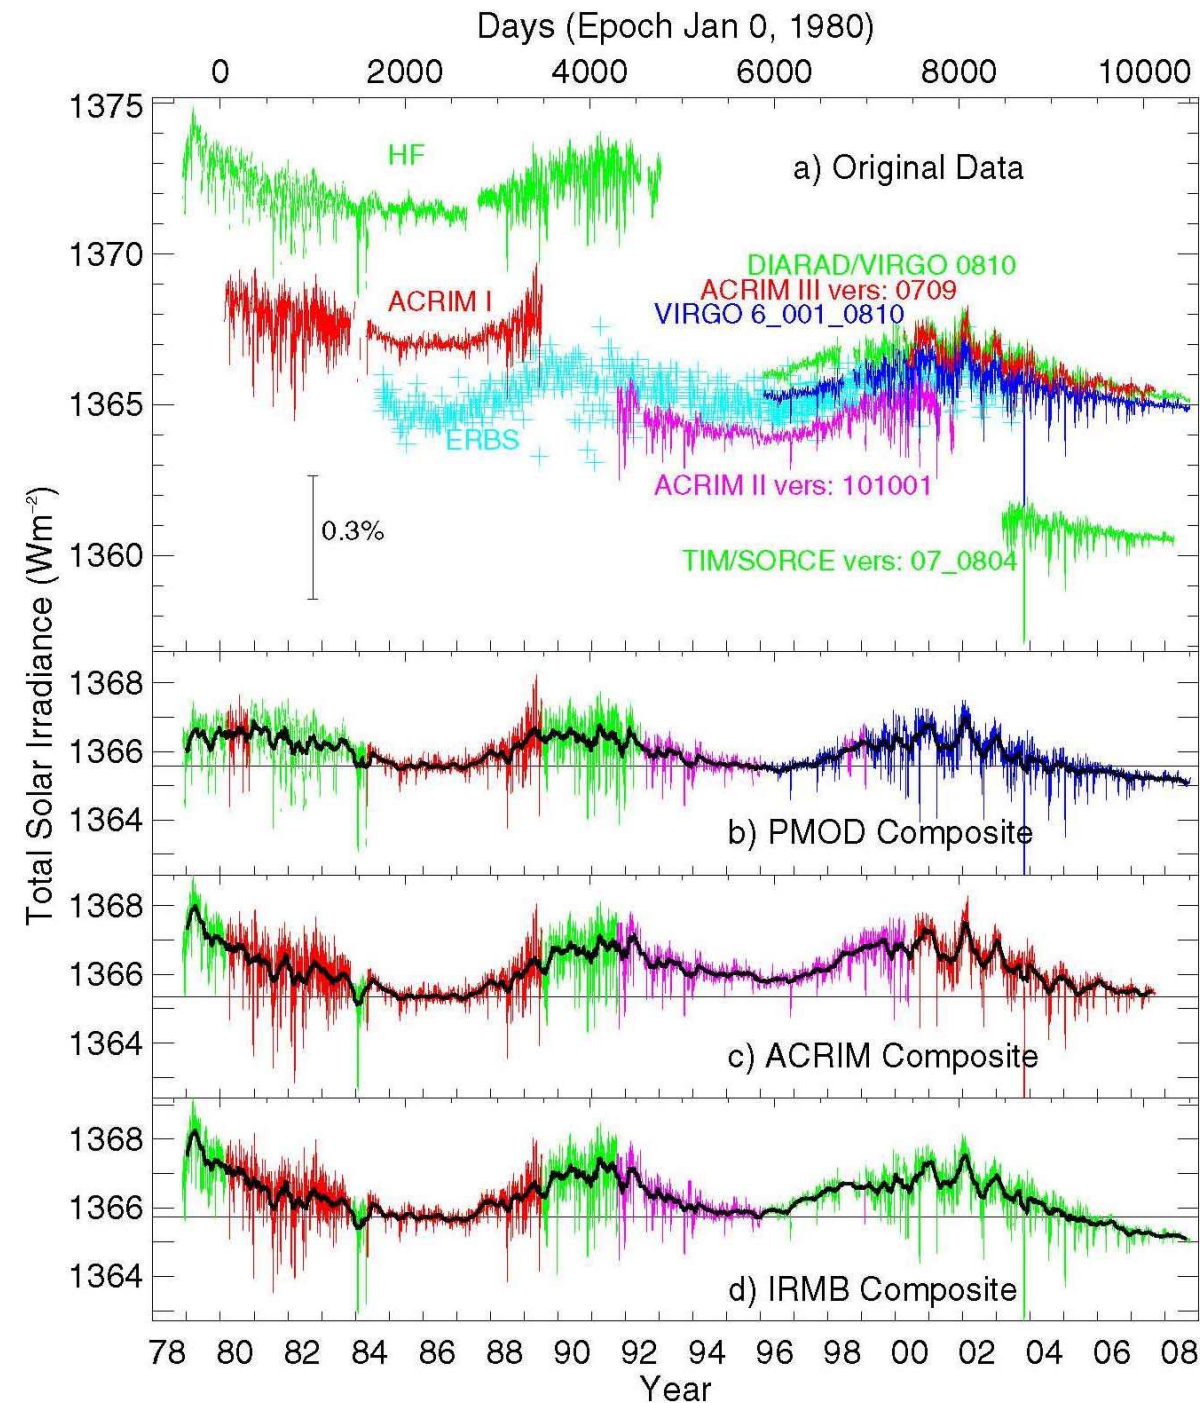 Days (Epoch Jan 0, 1980)
0 2000 4000 6000 8000 10000
1375
HF
a) Original Data
1370
DIARAD/VIRGO 0810
ACRIM III vers: 0709
ACRIM I
VIRGO 6_001_0810
1365
ERBS
ACRIM II vers: 101001
0.3%
1360
TIM/SORCE vers: 07_0804
Total Solar Irradiance (Wm⁻²)
1368
1366
1364
b) PMOD Composite
1368
1366
1364
c) ACRIM Composite
1368
1366
1364
d) IRMB Composite
78 80 82 84 86 88 90 92 94 96 98 00 02 04 06 08
Year